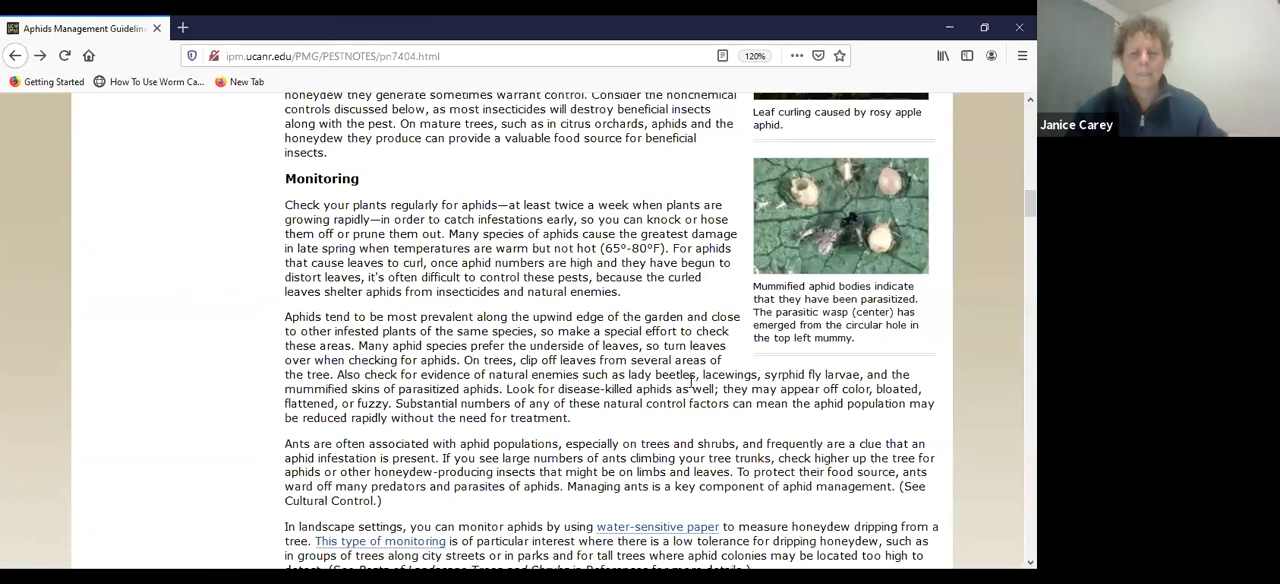 Aphids Management Guidelin
ipm.ucanr.edu/PMG/PESTNOTES/pn7404.html
120%
Getting Started
How To Use Worm Ca...
New Tab
Janice Carey
honeydew they generate sometimes warrant control. Consider the nonchemical
controls discussed below, as most insecticides will destroy beneficial insects
along with the pest. On mature trees, such as in citrus orchards, aphids and the
honeydew they produce can provide a valuable food source for beneficial
insects.
Leaf curling caused by rosy apple
aphid.
Monitoring
Check your plants regularly for aphids—at least twice a week when plants are
growing rapidly—in order to catch infestations early, so you can knock or hose
them off or prune them out. Many species of aphids cause the greatest damage
in late spring when temperatures are warm but not hot (65º-80ºF). For aphids
that cause leaves to curl, once aphid numbers are high and they have begun to
distort leaves, it's often difficult to control these pests, because the curled
leaves shelter aphids from insecticides and natural enemies.
Mummified aphid bodies indicate
that they have been parasitized.
The parasitic wasp (center) has
emerged from the circular hole in
the top left mummy.
Aphids tend to be most prevalent along the upwind edge of the garden and close
to other infested plants of the same species, so make a special effort to check
these areas. Many aphid species prefer the underside of leaves, so turn leaves
over when checking for aphids. On trees, clip off leaves from several areas of
the tree. Also check for evidence of natural enemies such as lady beetles, lacewings, syrphid fly larvae, and the
mummified skins of parasitized aphids. Look for disease-killed aphids as well; they may appear off color, bloated,
flattened, or fuzzy. Substantial numbers of any of these natural control factors can mean the aphid population may
be reduced rapidly without the need for treatment.
Ants are often associated with aphid populations, especially on trees and shrubs, and frequently are a clue that an
aphid infestation is present. If you see large numbers of ants climbing your tree trunks, check higher up the tree for
aphids or other honeydew-producing insects that might be on limbs and leaves. To protect their food source, ants
ward off many predators and parasites of aphids. Managing ants is a key component of aphid management. (See
Cultural Control.)
In landscape settings, you can monitor aphids by using water-sensitive paper to measure honeydew dripping from a
tree. This type of monitoring is of particular interest where there is a low tolerance for dripping honeydew, such as
in groups of trees along city streets or in parks and for tall trees where aphid colonies may be located too high to
detect. (See Pests of Landscape Trees and Shrubs in References for more details.)